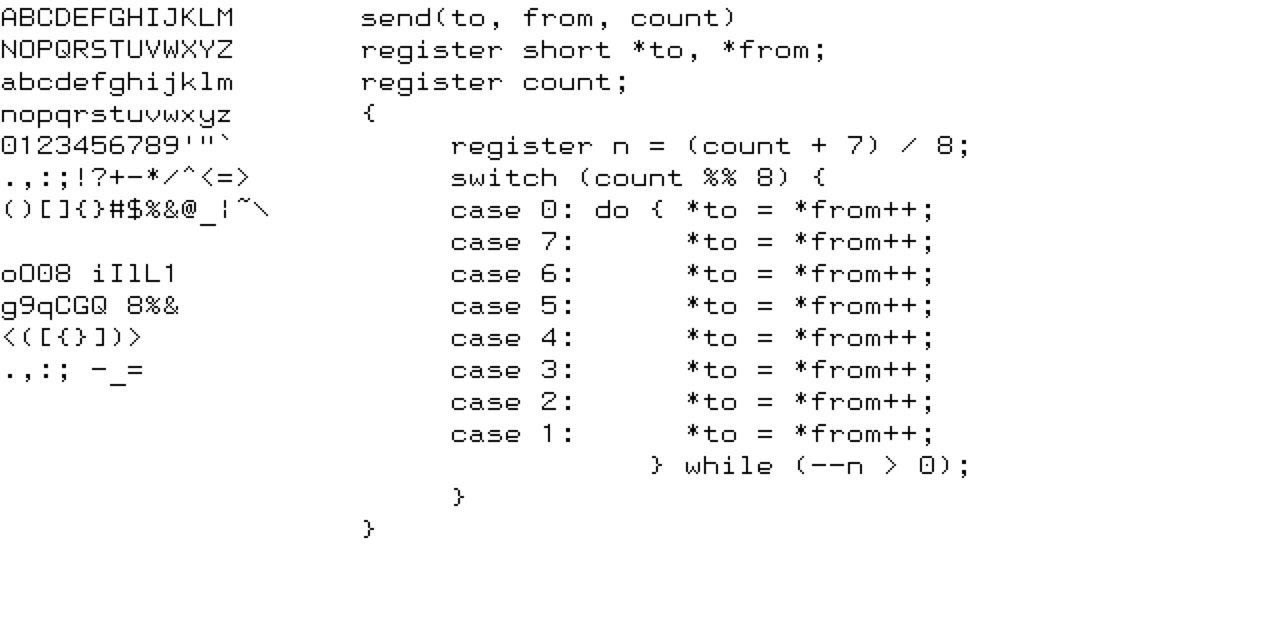 ABCDEFGHIJKLM
NOPQRSTUVWXYZ
abcdefghijklm
nopqrstuvwxyz
0123456789'"`
.,:;!?+-*/^<=>
()[]{}#$%&@_¦~\
oO08 iIlL1
g9qCGQ 8%&
<([{}])>
.,:; -_=
send(to, from, count)
register short *to, *from;
register count;
{
     register n = (count + 7) / 8;
     switch (count %% 8) {
     case 0: do { *to = *from++;
     case 7:      *to = *from++;
     case 6:      *to = *from++;
     case 5:      *to = *from++;
     case 4:      *to = *from++;
     case 3:      *to = *from++;
     case 2:      *to = *from++;
     case 1:      *to = *from++;
                } while (--n > 0);
     }
}